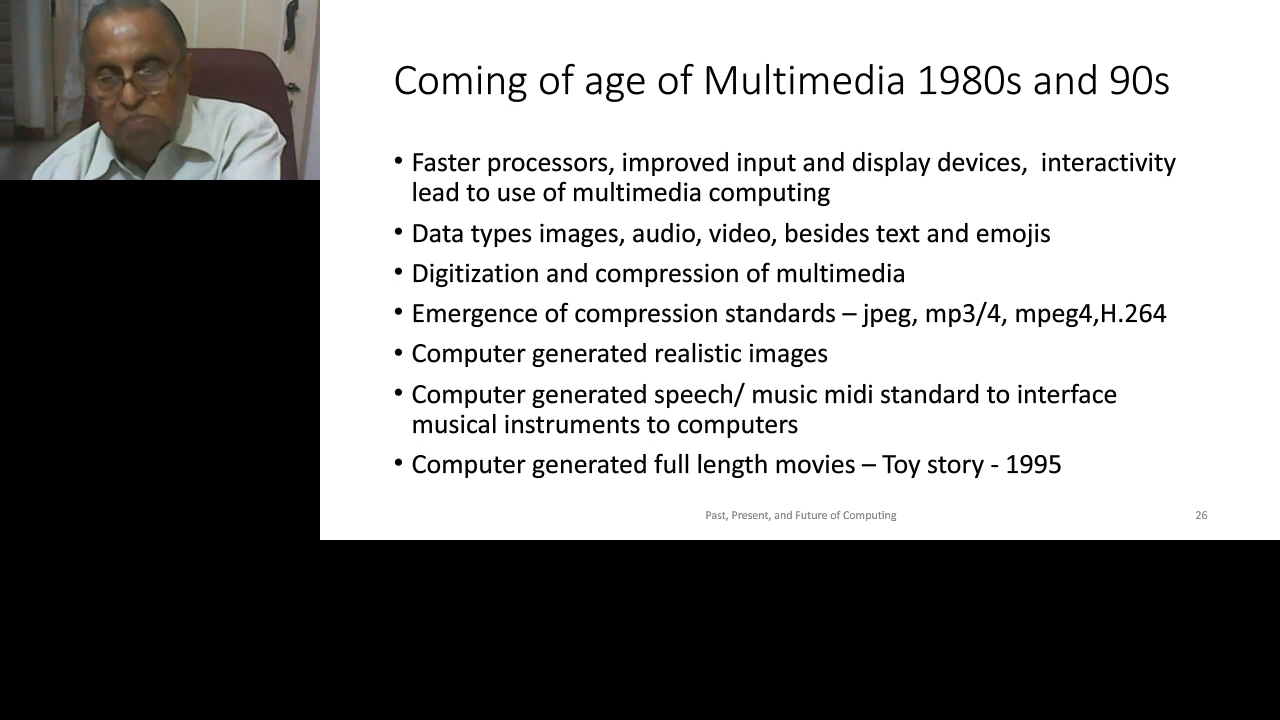 Coming of age of Multimedia 1980s and 90s
• Faster processors, improved input and display devices,  interactivity
lead to use of multimedia computing
• Data types images, audio, video, besides text and emojis
• Digitization and compression of multimedia
• Emergence of compression standards – jpeg, mp3/4, mpeg4,H.264
• Computer generated realistic images
• Computer generated speech/ music midi standard to interface
musical instruments to computers
• Computer generated full length movies – Toy story - 1995
Past, Present, and Future of Computing
26